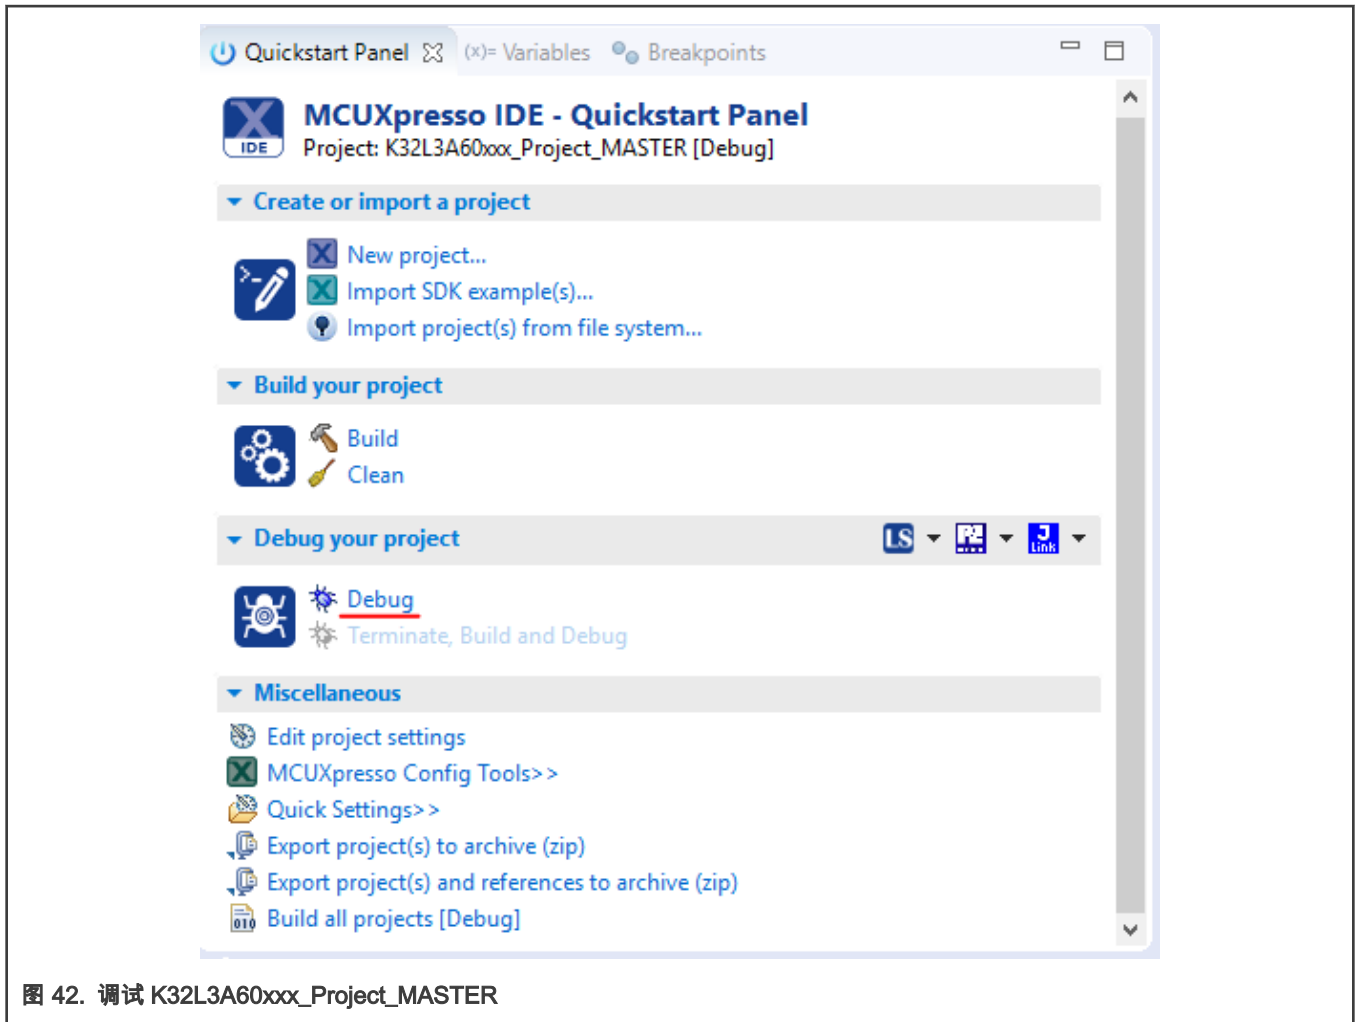 Quickstart Panel (x)= Variables Breakpoints
MCUXpresso IDE - Quickstart Panel
IDE
Project: K32L3A60xxx_Project_MASTER [Debug]
Create or import a project
New project...
Import SDK example(s)...
Import project(s) from file system...
Build your project
Build
Clean
Debug your project LS J Link
Debug
Terminate, Build and Debug
Miscellaneous
Edit project settings
MCUXpresso Config Tools>>
Quick Settings>>
Export project(s) to archive (zip)
Export project(s) and references to archive (zip)
010
Build all projects [Debug]
图 42. 调试 K32L3A60xxx_Project_MASTER